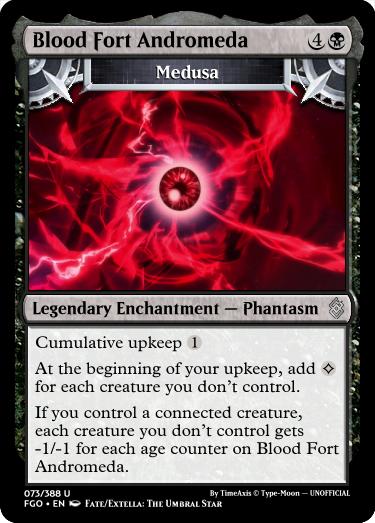 Blood Fort Andromeda 4
Medusa
Legendary Enchantment — Phantasm
Cumulative upkeep 1
At the beginning of your upkeep, add
for each creature you don't control.
If you control a connected creature,
each creature you don't control gets
-1/-1 for each age counter on Blood Fort
Andromeda.
073/388 U
FGO • EN Fate/Extella: The Umbral Star
By TimeAxis © Type-Moon — UNOFFICIAL